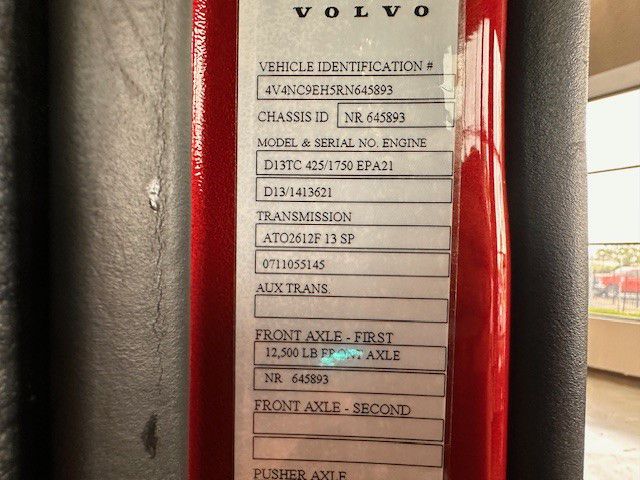 VOLVO
VEHICLE IDENTIFICATION #
4V4NC9EH5RN645893
CHASSIS ID NR 645893
MODEL & SERIAL NO. ENGINE
D13TC 425/1750 EPA21
D13/1413621
TRANSMISSION
ATO2612F 13 SP
0711055145
AUX TRANS.
FRONT AXLE - FIRST
12,500 LB FRONT AXLE
NR 645893
FRONT AXLE - SECOND
PUSHER AXLE